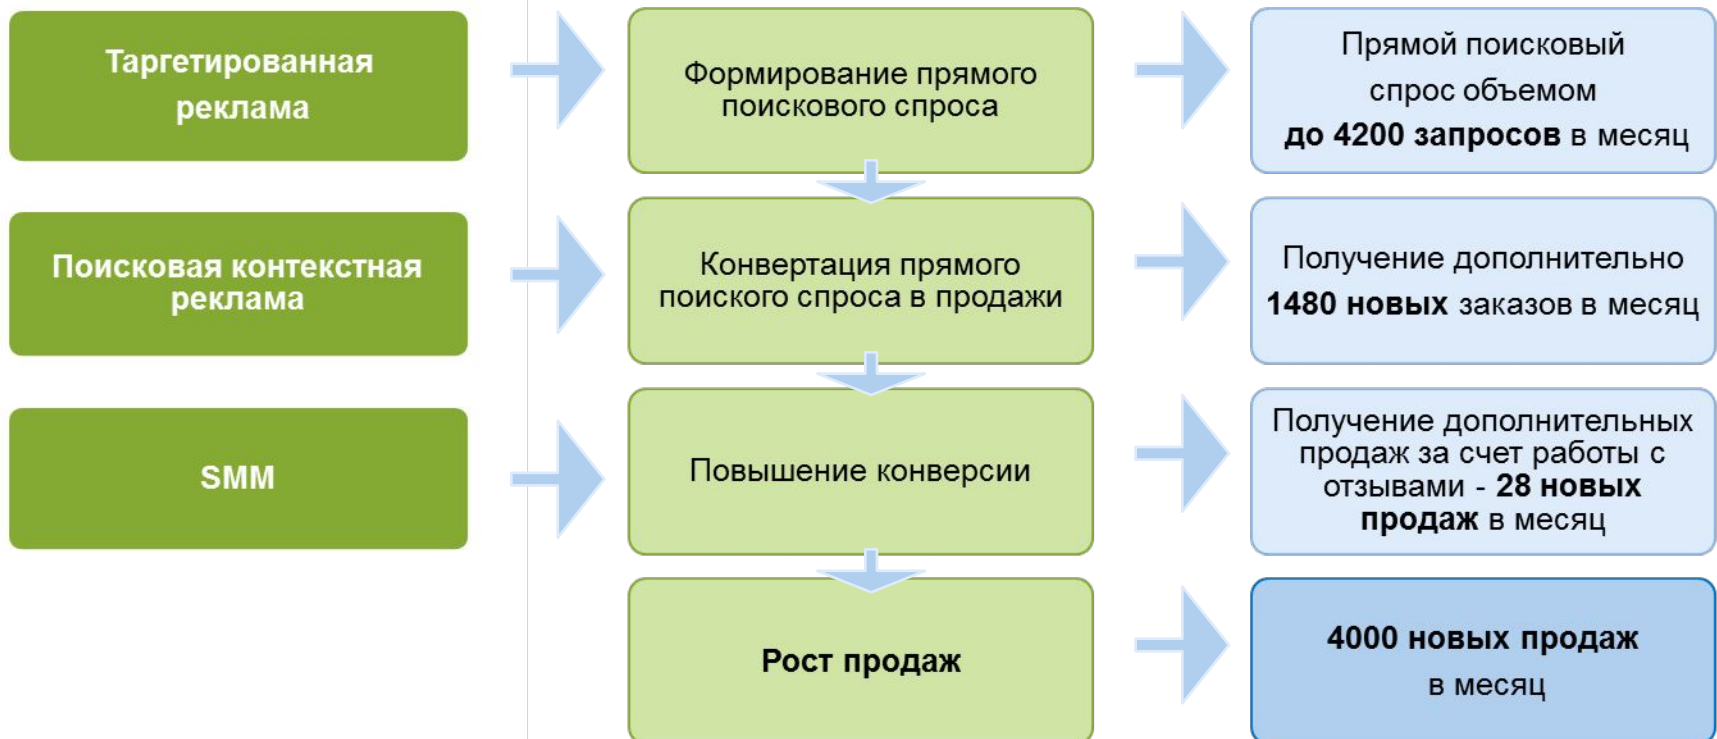 Таргетированная
реклама
Формирование прямого
поискового спроса
Прямой поисковый
спрос объемом
до 4200 запросов в месяц
Поисковая контекстная
реклама
Конвертация прямого
поиского спроса в продажи
Получение дополнительно
1480 новых заказов в месяц
SMM
Повышение конверсии
Получение дополнительных
продаж за счет работы с
отзывами - 28 новых
продаж в месяц
Рост продаж
4000 новых продаж
в месяц